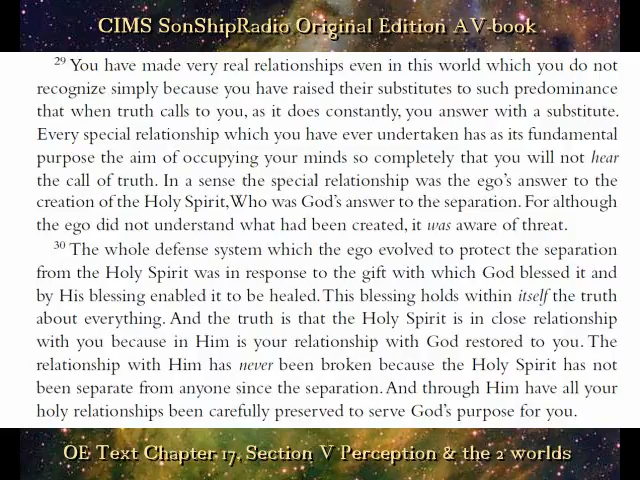 CIMS SonShipRadio Original Edition AV-book
29 You have made very real relationships even in this world which you do not
recognize simply because you have raised their substitutes to such predominance
that when truth calls to you, as it does constantly, you answer with a substitute.
Every special relationship which you have ever undertaken has as its fundamental
purpose the aim of occupying your minds so completely that you will not hear
the call of truth. In a sense the special relationship was the ego's answer to the
creation of the Holy Spirit, Who was God's answer to the separation. For although
the ego did not understand what had been created, it was aware of threat.
30 The whole defense system which the ego evolved to protect the separation
from the Holy Spirit was in response to the gift with which God blessed it and
by His blessing enabled it to be healed. This blessing holds within itself the truth
about everything. And the truth is that the Holy Spirit is in close relationship
with you because in Him is your relationship with God restored to you. The
relationship with Him has never been broken because the Holy Spirit has not
been separate from anyone since the separation. And through Him have all your
holy relationships been carefully preserved to serve God's purpose for you.
OE Text Chapter 17, Section V Perception & the 2 worlds